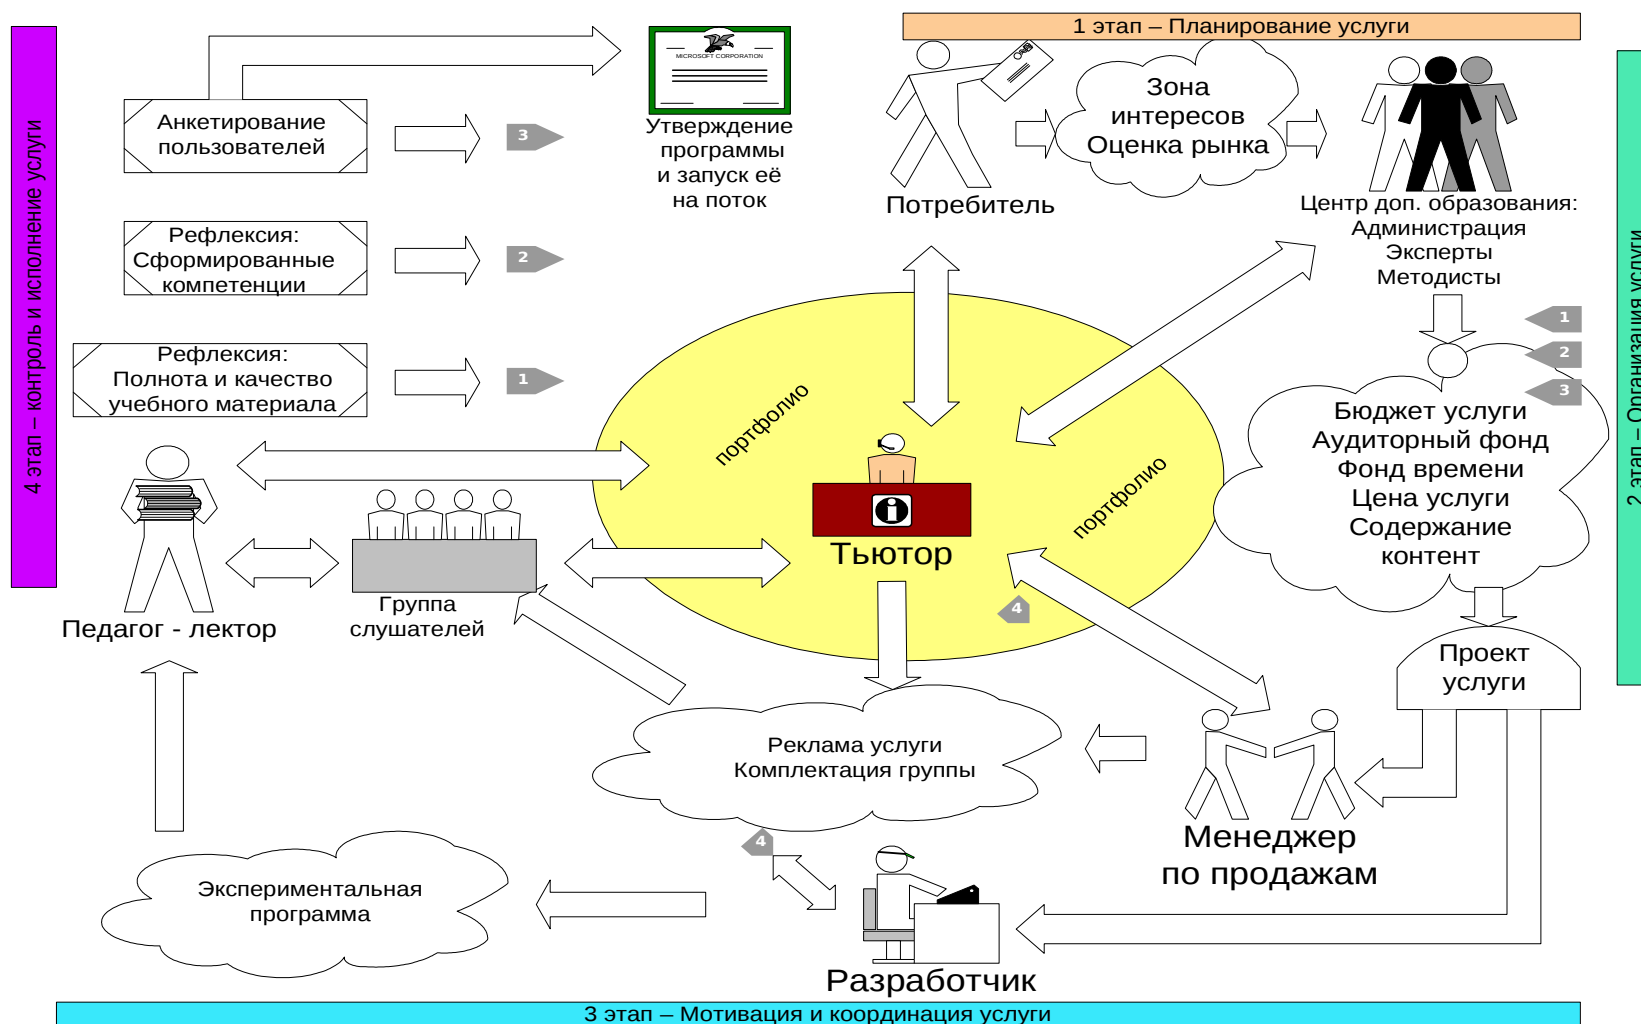 1 этап – Планирование услуги
4 этап – контроль и исполнение услуги
2 этап – Организация услуги
3 этап – Мотивация и координация услуги
MICROSOFT CORPORATION
Утверждение
программы
и запуск её
на поток
Анкетирование
пользователей
3
Рефлексия:
Сформированные
компетенции
2
Рефлексия:
Полнота и качество
учебного материала
1
Потребитель
Зона
интересов
Оценка рынка
Центр доп. образования:
Администрация
Эксперты
Методисты
1
2
3
Бюджет услуги
Аудиторный фонд
Фонд времени
Цена услуги
Содержание
контент
портфолио
портфолио
Тьютор
4
Педагог - лектор
Группа
слушателей
Проект
услуги
Реклама услуги
Комплектация группы
Менеджер
по продажам
4
Экспериментальная
программа
Разработчик